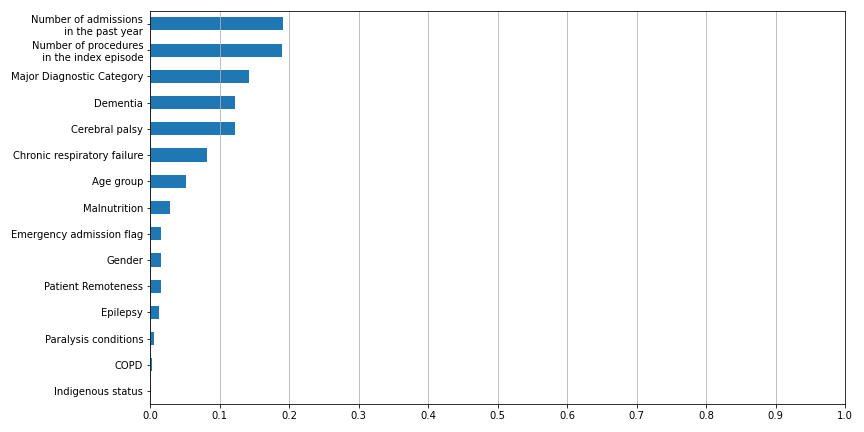 Number of admissions
in the past year
Number of procedures
in the index episode
Major Diagnostic Category
Dementia
Cerebral palsy
Chronic respiratory failure
Age group
Malnutrition
Emergency admission flag
Gender
Patient Remoteness
Epilepsy
Paralysis conditions
COPD
Indigenous status
0.0 0.1 0.2 0.3 0.4 0.5 0.6 0.7 0.8 0.9 1.0